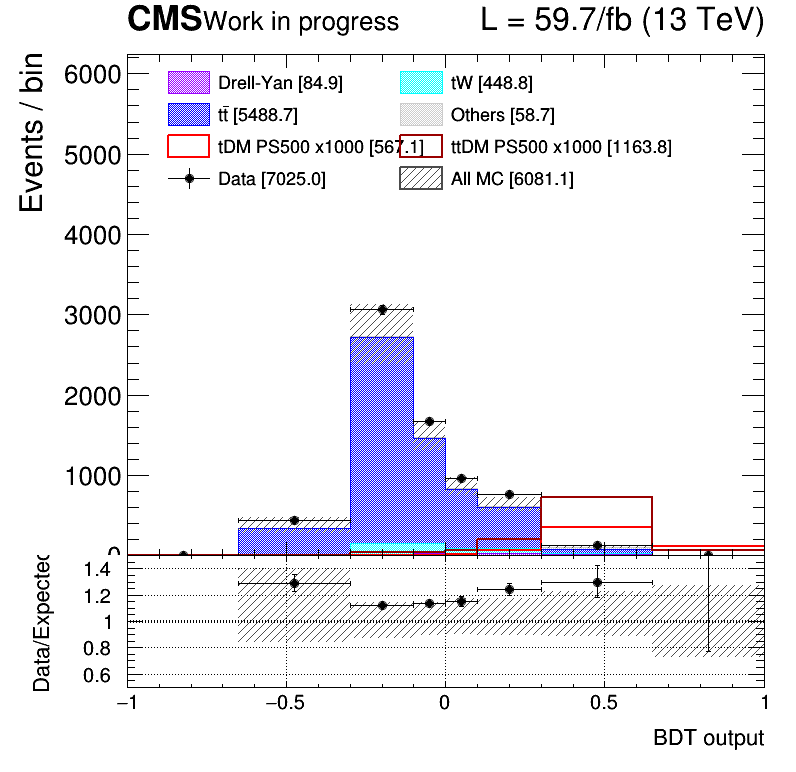 CMS Work in progress L = 59.7/fb (13 TeV)
Events / bin
6000
5000
4000
3000
2000
1000
0
Drell-Yan [84.9]
tW [448.8]
tt̄ [5488.7]
Others [58.7]
tDM PS500 x1000 [567.1]
ttDM PS500 x1000 [1163.8]
Data [7025.0]
All MC [6081.1]
Data/Expected
1.4
1.2
1
0.8
0.6
−1 −0.5 0 0.5 1
BDT output